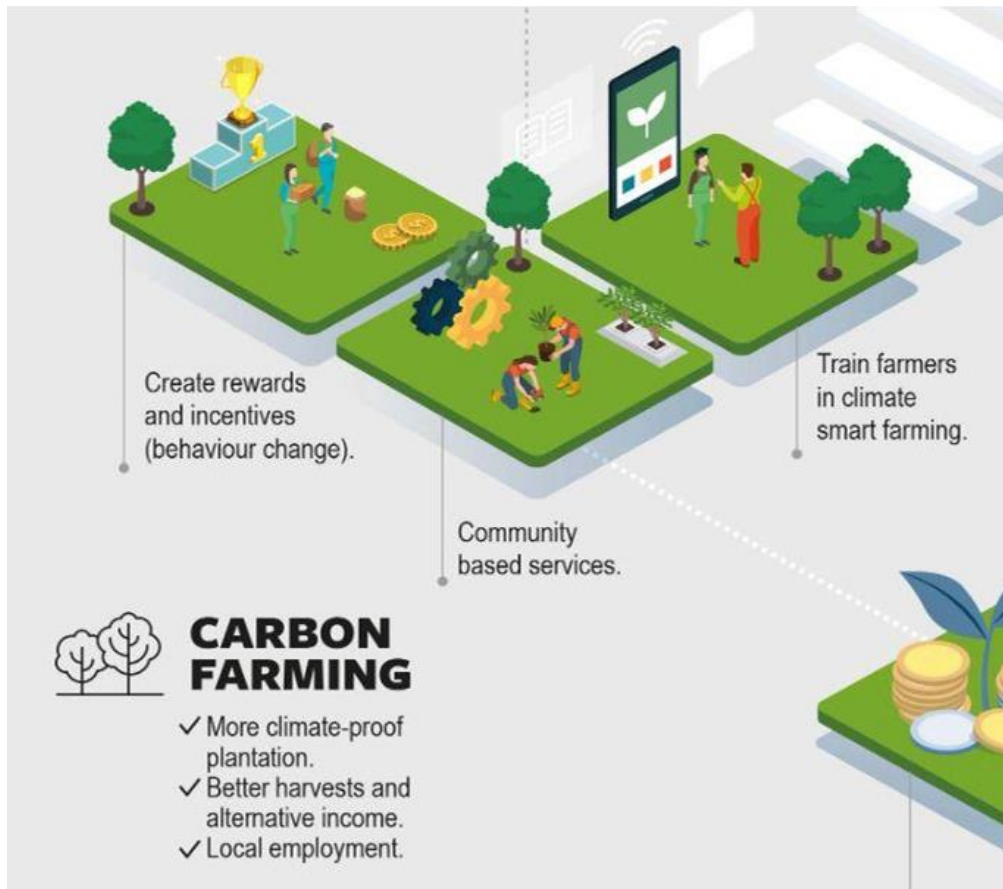 1
Create rewards
and incentives
(behaviour change).
Train farmers
in climate
smart farming.
Community
based services.
CARBON
FARMING
✓ More climate-proof
plantation.
✓ Better harvests and
alternative income.
✓ Local employment.